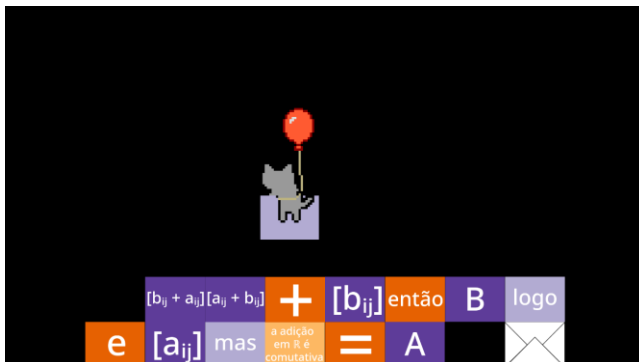 [bᵢⱼ + aᵢⱼ] [aᵢⱼ + bᵢⱼ] + [bᵢⱼ] então B logo
e [aᵢⱼ] mas a adição em R é comutativa = A